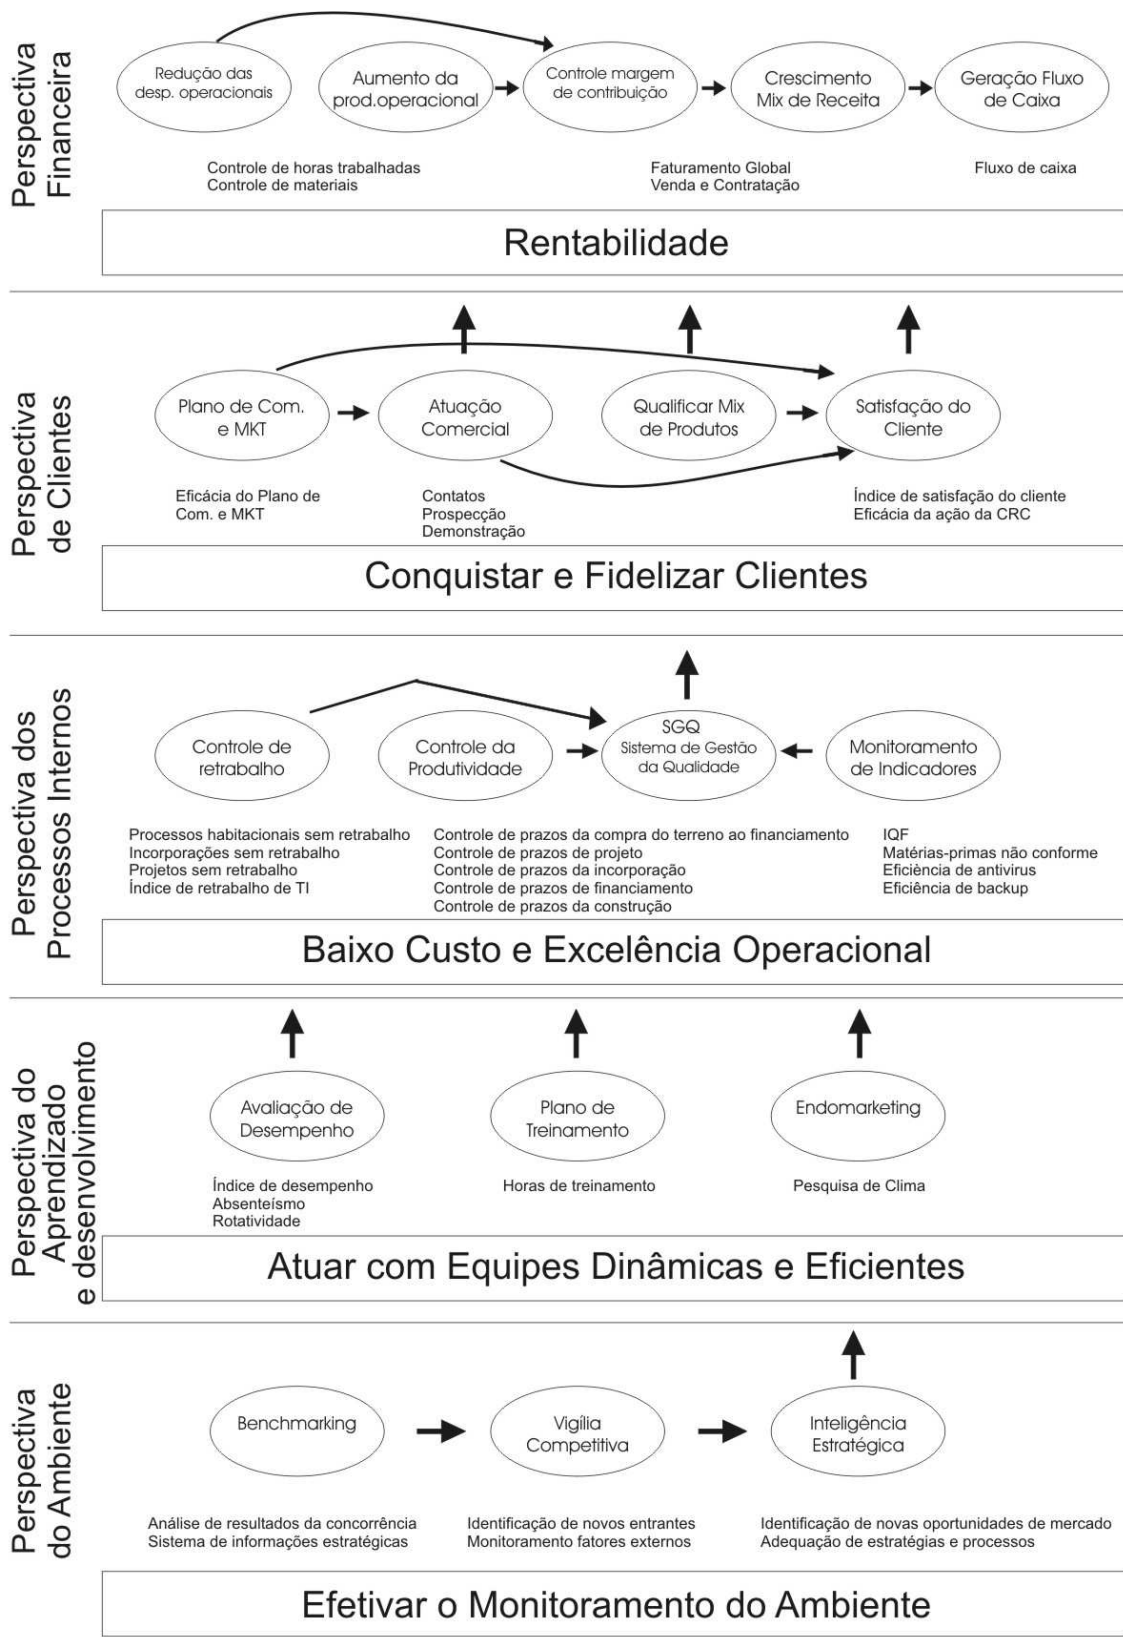 Perspectiva
Financeira
Redução das
desp. operacionais
Aumento da
prod.operacional
Controle margem
de contribuição
Crescimento
Mix de Receita
Geração Fluxo
de Caixa
Controle de horas trabalhadas
Controle de materiais
Faturamento Global
Venda e Contratação
Fluxo de caixa
Rentabilidade
Perspectiva
de Clientes
Plano de Com.
e MKT
Atuação
Comercial
Qualificar Mix
de Produtos
Satisfação do
Cliente
Eficácia do Plano de
Com. e MKT
Contatos
Prospecção
Demonstração
Índice de satisfação do cliente
Eficácia da ação da CRC
Conquistar e Fidelizar Clientes
Perspectiva dos
Processos Internos
Controle de
retrabalho
Controle da
Produtividade
SGQ
Sistema de Gestão
da Qualidade
Monitoramento
de Indicadores
Processos habitacionais sem retrabalho
Incorporações sem retrabalho
Projetos sem retrabalho
Índice de retrabalho de TI
Controle de prazos da compra do terreno ao financiamento
Controle de prazos de projeto
Controle de prazos da incorporação
Controle de prazos de financiamento
Controle de prazos da construção
IQF
Matérias-primas não conforme
Eficiència de antivirus
Eficiência de backup
Baixo Custo e Excelência Operacional
Perspectiva do
Aprendizado
e desenvolvimento
Avaliação de
Desempenho
Plano de
Treinamento
Endomarketing
Índice de desempenho
Absenteísmo
Rotatividade
Horas de treinamento
Pesquisa de Clima
Atuar com Equipes Dinâmicas e Eficientes
Perspectiva
do Ambiente
Benchmarking
Vigília
Competitiva
Inteligência
Estratégica
Análise de resultados da concorrência
Sistema de informações estratégicas
Identificação de novos entrantes
Monitoramento fatores externos
Identificação de novas oportunidades de mercado
Adequação de estratégias e processos
Efetivar o Monitoramento do Ambiente